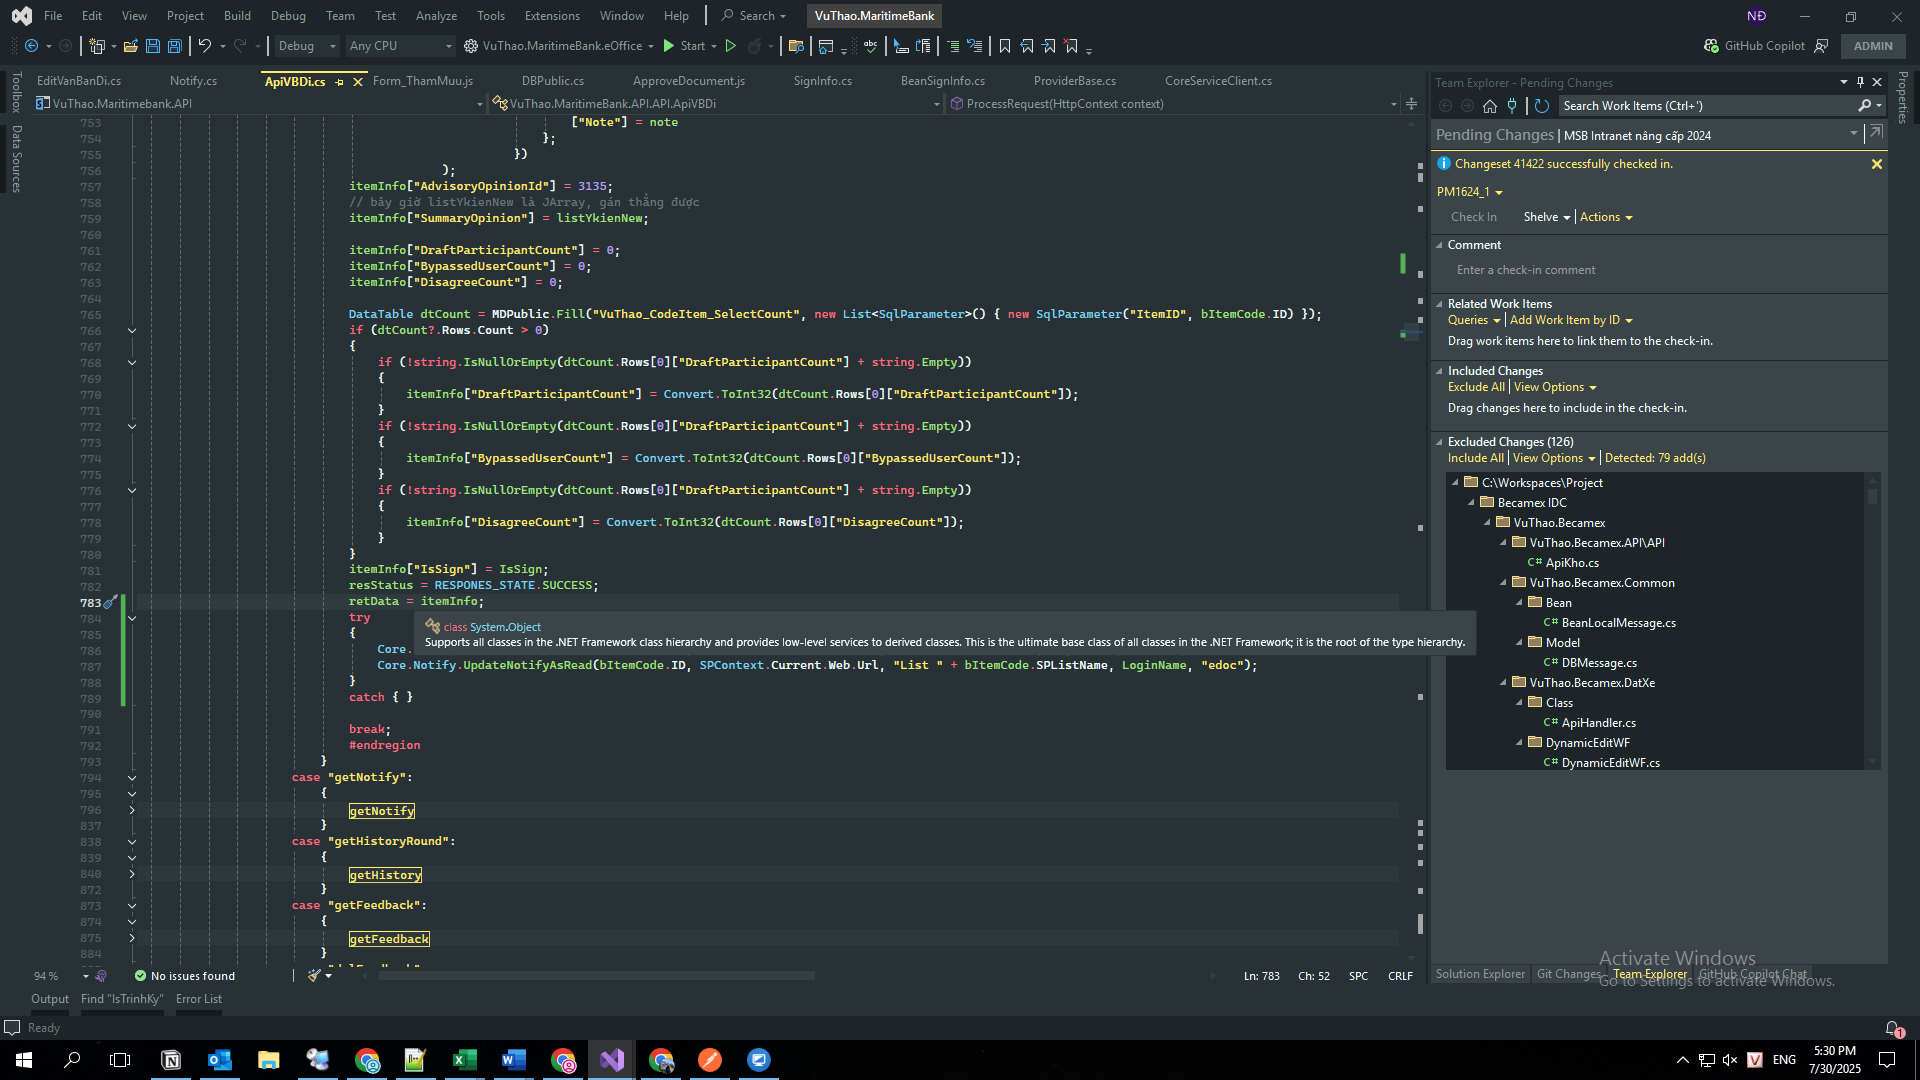 File Edit View Project Build Debug Team Test Analyze Tools Extensions Window Help Search VuThao.MaritimeBank NĐ
Debug Any CPU VuThao.MaritimeBank.eOffice Start GitHub Copilot ADMIN
EditVanBanDi.cs Notify.cs ApiVBDi.cs Form_ThamMuu.js DBPublic.cs ApproveDocument.js SignInfo.cs BeanSignInfo.cs ProviderBase.cs CoreServiceClient.cs
VuThao.Maritimebank.API VuThao.MaritimeBank.API.API.ApiVBDi ProcessRequest(HttpContext context)
Toolbox
Data Sources
753 ["Note"] = note
754 };
755 })
756 );
757 itemInfo["AdvisoryOpinionId"] = 3135;
758 // bây giờ listYkienNew là JArray, gán thẳng được
759 itemInfo["SummaryOpinion"] = listYkienNew;
760
761 itemInfo["DraftParticipantCount"] = 0;
762 itemInfo["BypassedUserCount"] = 0;
763 itemInfo["DisagreeCount"] = 0;
764
765 DataTable dtCount = MDPublic.Fill("VuThao_CodeItem_SelectCount", new List<SqlParameter>() { new SqlParameter("ItemID", bItemCode.ID) });
766 if (dtCount?.Rows.Count > 0)
767 {
768 if (!string.IsNullOrEmpty(dtCount.Rows[0]["DraftParticipantCount"] + string.Empty))
769 {
770 itemInfo["DraftParticipantCount"] = Convert.ToInt32(dtCount.Rows[0]["DraftParticipantCount"]);
771 }
772 if (!string.IsNullOrEmpty(dtCount.Rows[0]["DraftParticipantCount"] + string.Empty))
773 {
774 itemInfo["BypassedUserCount"] = Convert.ToInt32(dtCount.Rows[0]["BypassedUserCount"]);
775 }
776 if (!string.IsNullOrEmpty(dtCount.Rows[0]["DraftParticipantCount"] + string.Empty))
777 {
778 itemInfo["DisagreeCount"] = Convert.ToInt32(dtCount.Rows[0]["DisagreeCount"]);
779 }
780 }
781 itemInfo["IsSign"] = IsSign;
782 resStatus = RESPONES_STATE.SUCCESS;
783 retData = itemInfo;
784 try
785 {
class System.Object
Supports all classes in the .NET Framework class hierarchy and provides low-level services to derived classes. This is the ultimate base class of all classes in the .NET Framework; it is the root of the type hierarchy.
786 Core.
787 Core.Notify.UpdateNotifyAsRead(bItemCode.ID, SPContext.Current.Web.Url, "List " + bItemCode.SPListName, LoginName, "edoc");
788 }
789 catch { }
790
791 break;
792 #endregion
793 }
794 case "getNotify":
795 {
796 getNotify
837 }
838 case "getHistoryRound":
839 {
840 getHistory
872 }
873 case "getFeedback":
874 {
875 getFeedback
884 }
94 % No issues found Ln: 783 Ch: 52 SPC CRLF
Output Find "IsTrinhKy" Error List
Ready
Team Explorer - Pending Changes
Search Work Items (Ctrl+')
Pending Changes | MSB Intranet nâng cấp 2024
Changeset 41422 successfully checked in.
PM1624_1
Check In Shelve Actions
Comment
Enter a check-in comment
Related Work Items
Queries Add Work Item by ID
Drag work items here to link them to the check-in.
Included Changes
Exclude All View Options
Drag changes here to include in the check-in.
Excluded Changes (126)
Include All View Options Detected: 79 add(s)
C:\Workspaces\Project
Becamex IDC
VuThao.Becamex
VuThao.Becamex.API\API
C# ApiKho.cs
VuThao.Becamex.Common
Bean
C# BeanLocalMessage.cs
Model
C# DBMessage.cs
VuThao.Becamex.DatXe
Class
C# ApiHandler.cs
DynamicEditWF
C# DynamicEditWF.cs
Properties
Activate Windows
Go to Settings to activate Windows.
Solution Explorer Git Changes Team Explorer GitHub Copilot Chat
1
ENG
5:30 PM
7/30/2025